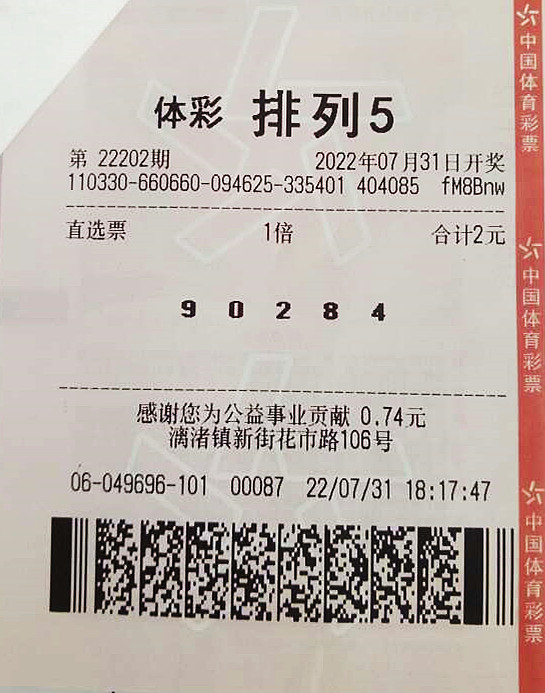 体彩 排列5
第 22202期 2022年07月31日开奖
110330-660660-094625-335401 404085 fM8Bnw
直选票 1倍 合计2元
9 0 2 8 4
感谢您为公益事业贡献 0.74元
漓渚镇新街花市路106号
06-049696-101 00087 22/07/31 18:17:47
中国体育彩票
中国体育彩票
中国体育彩票